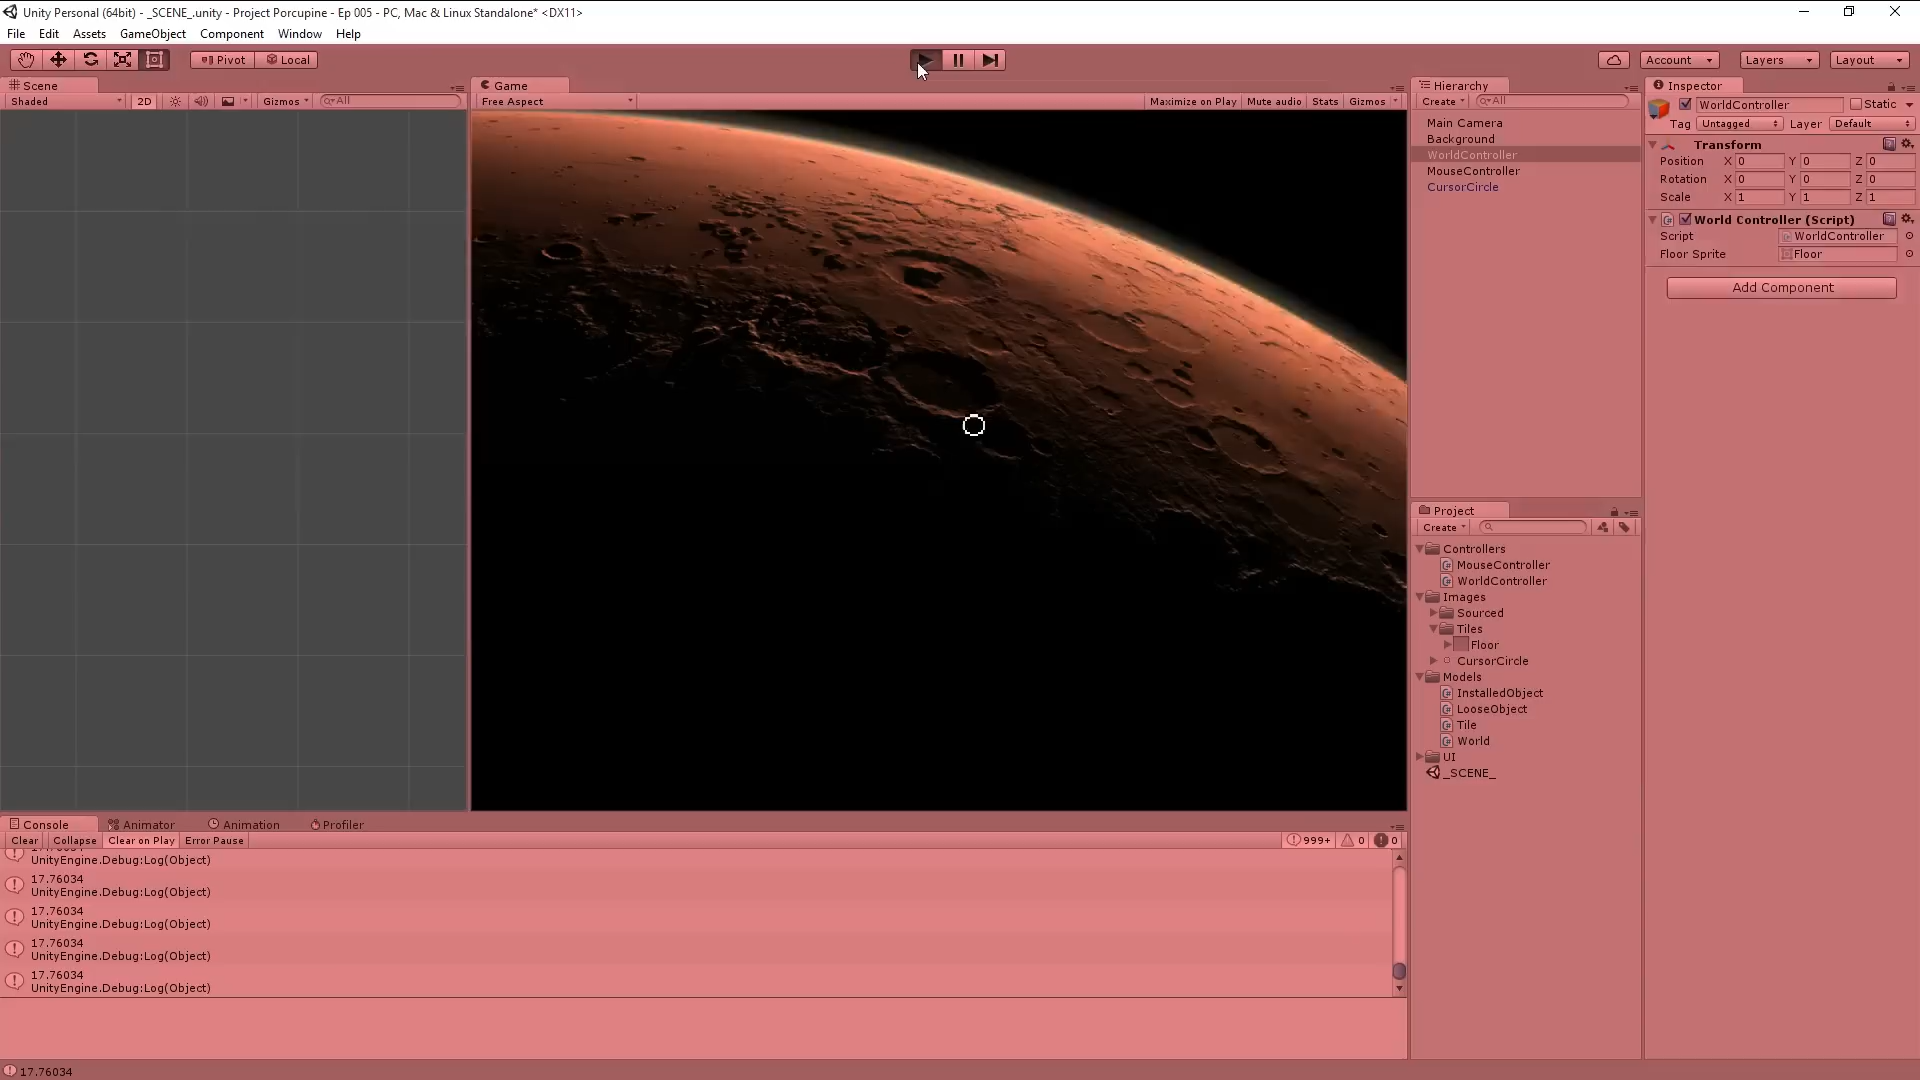 Unity Personal (64bit) - _SCENE_.unity - Project Porcupine - Ep 005 - PC, Mac & Linux Standalone* <DX11>
File Edit Assets GameObject Component Window Help
Pivot Local Account Layers Layout
Scene Game Hierarchy Inspector
Shaded 2D Gizmos All Free Aspect Maximize on Play Mute audio Stats Gizmos Create All
WorldController Static
Tag Untagged Layer Default
Main Camera
Background
WorldController
MouseController
CursorCircle
Transform
Position X 0 Y 0 Z 0
Rotation X 0 Y 0 Z 0
Scale X 1 Y 1 Z 1
World Controller (Script)
Script WorldController
Floor Sprite Floor
Add Component
Project
Create
Controllers
MouseController
WorldController
Images
Sourced
Tiles
Floor
CursorCircle
Models
InstalledObject
LooseObject
Tile
World
UI
_SCENE_
Console Animator Animation Profiler
Clear Collapse Clear on Play Error Pause 999+ 0 0
UnityEngine.Debug:Log(Object)
17.76034
UnityEngine.Debug:Log(Object)
17.76034
UnityEngine.Debug:Log(Object)
17.76034
UnityEngine.Debug:Log(Object)
17.76034
UnityEngine.Debug:Log(Object)
17.76034